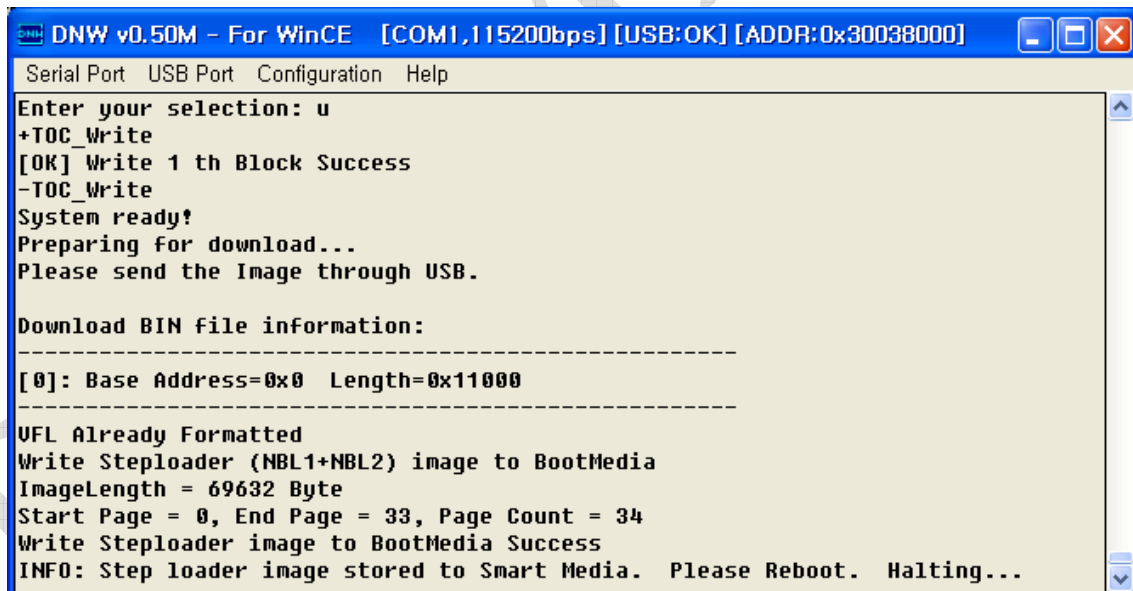 DNW v0.50M - For WinCE [COM1,115200bps] [USB:OK] [ADDR:0x30038000]
Serial Port USB Port Configuration Help
Enter your selection: u
+TOC_Write
[OK] Write 1 th Block Success
-TOC_Write
System ready!
Preparing for download...
Please send the Image through USB.
Download BIN file information:
-----------------------------------------------------
[0]: Base Address=0x0 Length=0x11000
-----------------------------------------------------
VFL Already Formatted
Write Steploader (NBL1+NBL2) image to BootMedia
ImageLength = 69632 Byte
Start Page = 0, End Page = 33, Page Count = 34
Write Steploader image to BootMedia Success
INFO: Step loader image stored to Smart Media. Please Reboot. Halting...